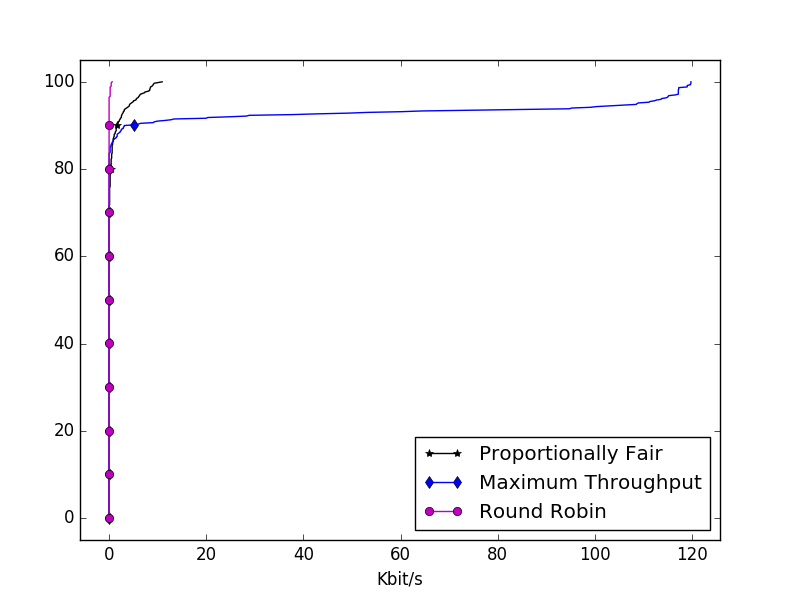 100
80
60
40
20
0
0 20 40 60 80 100 120
Kbit/s
Proportionally Fair
Maximum Throughput
Round Robin